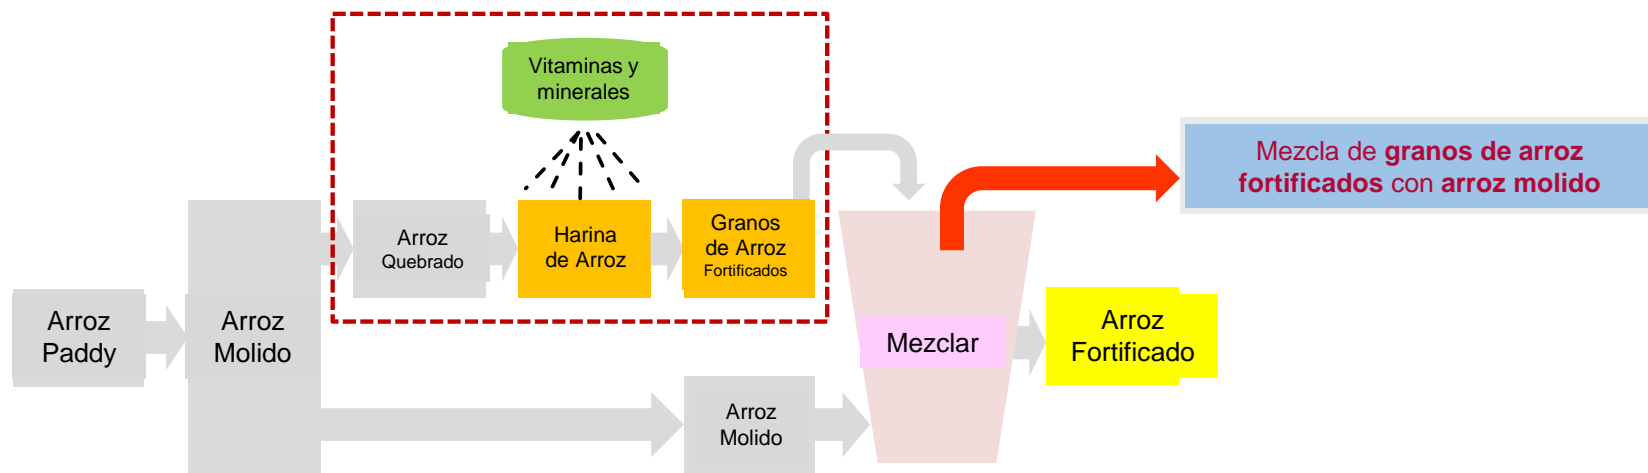 Vitaminas y
minerales
Mezcla de granos de arroz
fortificados con arroz molido
Arroz
Quebrado
Harina
de Arroz
Granos
de Arroz
Fortificados
Arroz
Paddy
Arroz
Molido
Mezclar
Arroz
Fortificado
Arroz
Molido